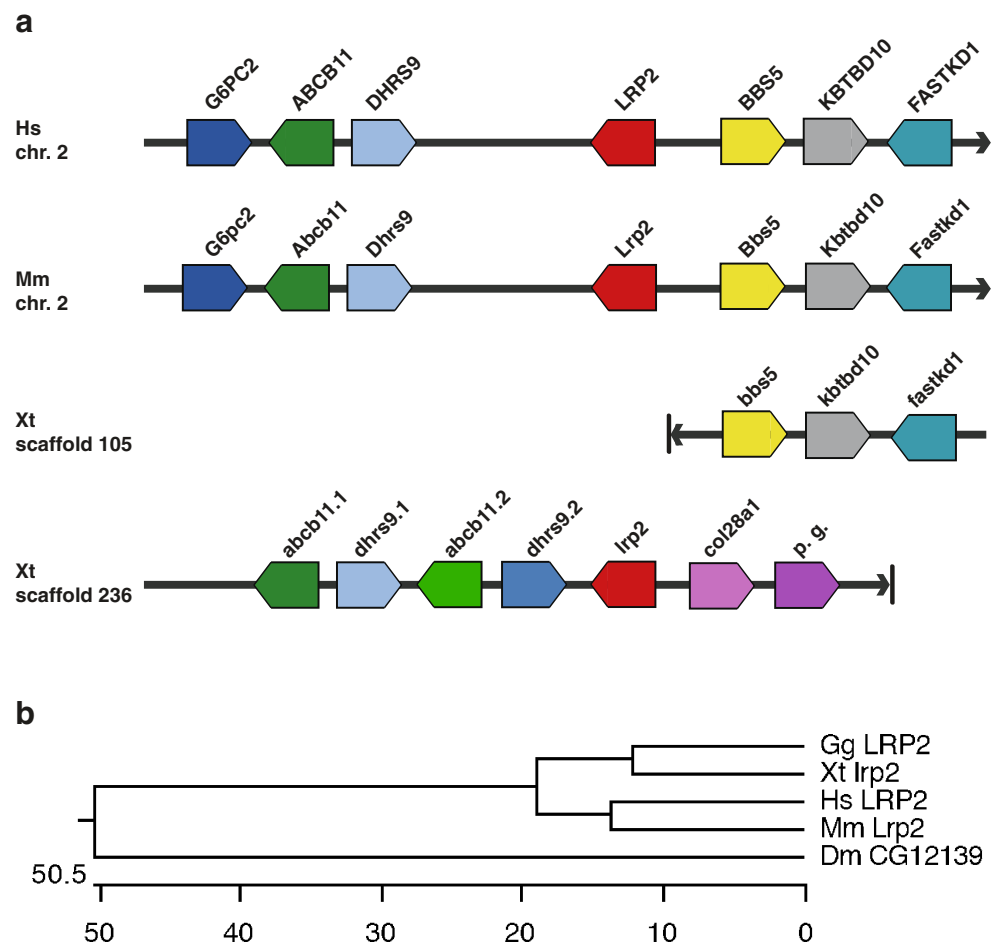 a
G6PC2 ABCB11 DHRS9 LRP2 BBS5 KBTBD10 FASTKD1
Hs
chr. 2
G6pc2 Abcb11 Dhrs9 Lrp2 Bbs5 Kbtbd10 Fastkd1
Mm
chr. 2
bbs5 kbtbd10 fastkd1
Xt
scaffold 105
abcb11.1 dhrs9.1 abcb11.2 dhrs9.2 lrp2 col28a1 p. g.
Xt
scaffold 236
b
Gg LRP2
Xt lrp2
Hs LRP2
Mm Lrp2
Dm CG12139
50.5
50 40 30 20 10 0